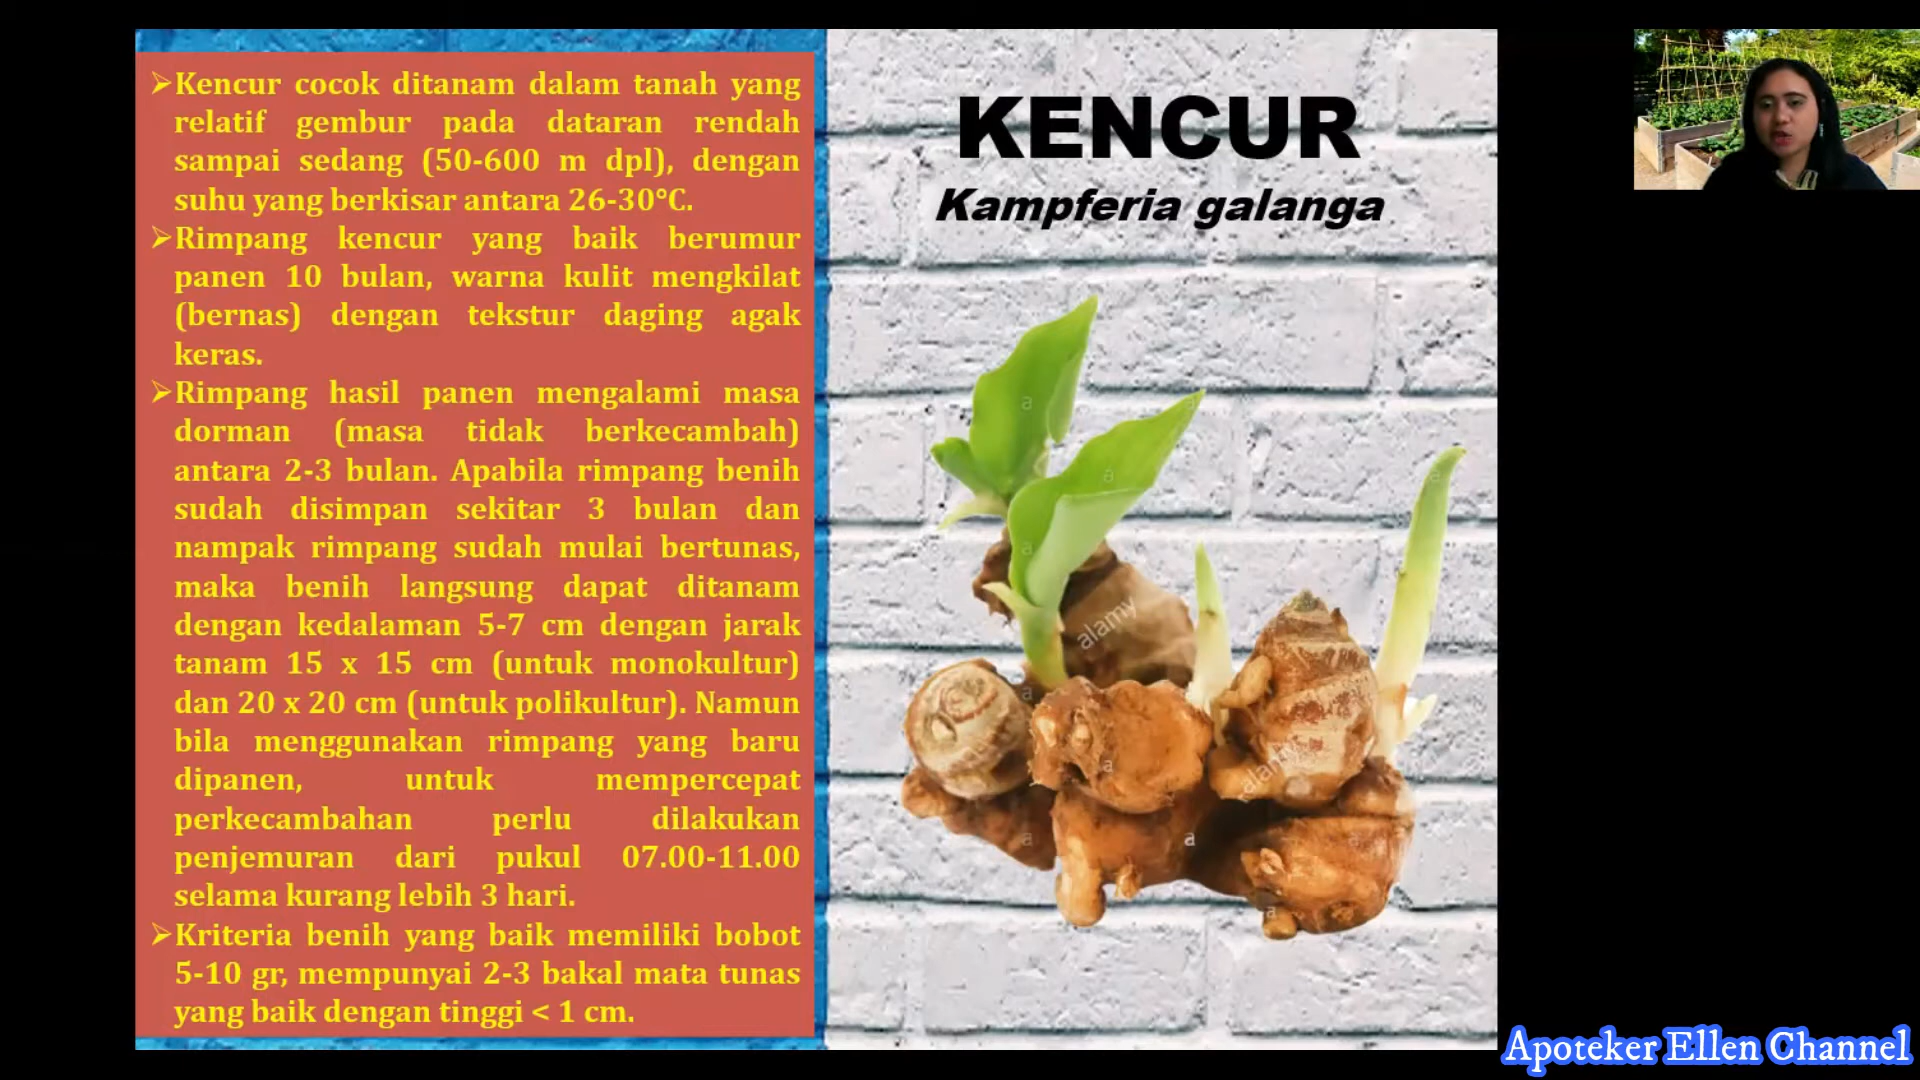 ➢Kencur cocok ditanam dalam tanah yang
relatif gembur pada dataran rendah
sampai sedang (50-600 m dpl), dengan
suhu yang berkisar antara 26-30°C.
➢Rimpang kencur yang baik berumur
panen 10 bulan, warna kulit mengkilat
(bernas) dengan tekstur daging agak
keras.
➢Rimpang hasil panen mengalami masa
dorman (masa tidak berkecambah)
antara 2-3 bulan. Apabila rimpang benih
sudah disimpan sekitar 3 bulan dan
nampak rimpang sudah mulai bertunas,
maka benih langsung dapat ditanam
dengan kedalaman 5-7 cm dengan jarak
tanam 15 x 15 cm (untuk monokultur)
dan 20 x 20 cm (untuk polikultur). Namun
bila menggunakan rimpang yang baru
dipanen, untuk mempercepat
perkecambahan perlu dilakukan
penjemuran dari pukul 07.00-11.00
selama kurang lebih 3 hari.
➢Kriteria benih yang baik memiliki bobot
5-10 gr, mempunyai 2-3 bakal mata tunas
yang baik dengan tinggi < 1 cm.
KENCUR
Kampferia galanga
a
a
a
a
alamy
a
a
alamy
a
a
a
a
Apoteker Ellen Channel